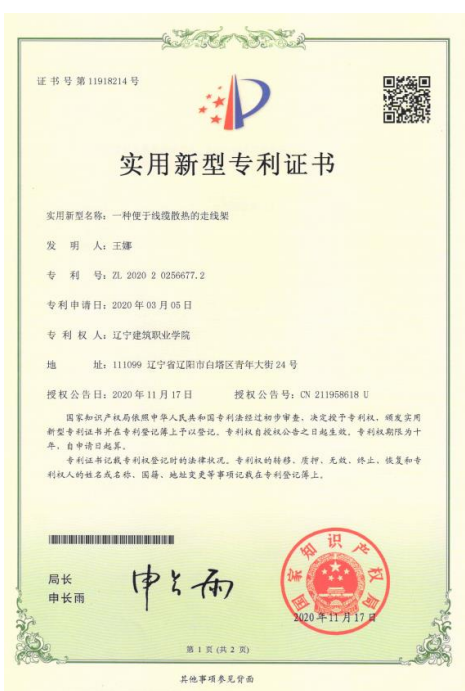 证书号第11918214号
实用新型专利证书
实用新型名称：一种便于线缆散热的走线架
发 明 人：王娜
专 利 号：ZL 2020 2 0256677.2
专利申请日：2020年03月05日
专 利 权 人：辽宁建筑职业学院
地 址：111099 辽宁省辽阳市白塔区青年大街24号
授权公告日：2020年11月17日 授权公告号：CN 211958618 U
国家知识产权局依照中华人民共和国专利法经过初步审查，决定授予专利权，颁发实用
新型专利证书并在专利登记簿上予以登记。专利权自授权公告之日起生效。专利权期限为十
年，自申请日起算。
专利证书记载专利权登记时的法律状况。专利权的转移、质押、无效、终止、恢复和专
利权人的姓名或名称、国籍、地址变更等事项记载在专利登记簿上。
局长
申长雨
申长雨
国家知识产权局
2020年11月17日
第 1 页 (共 2 页)
其他事项参见背面